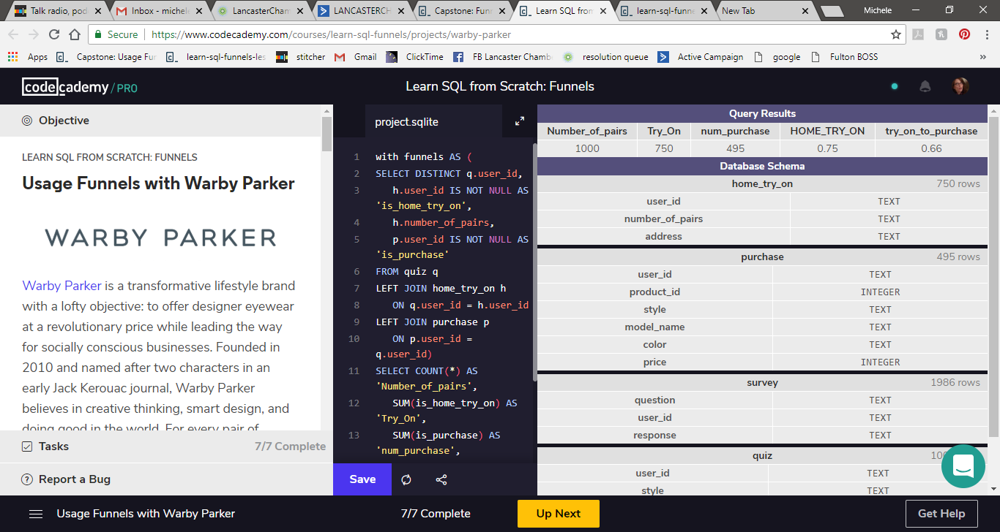 Talk radio, pod
Inbox - michele
LancasterCham
LANCASTERCH
Capstone: Funn
Learn SQL from
learn-sql-funne
New Tab
Michele
Secure
https://www.codecademy.com/courses/learn-sql-funnels/projects/warby-parker
Apps
Capstone: Usage Fur
learn-sql-funnels-les
stitcher
Gmail
ClickTime
FB Lancaster Chamb
resolution queue
Active Campaign
google
Fulton BOSS
»
codecademy / PRO
Learn SQL from Scratch: Funnels
Objective
LEARN SQL FROM SCRATCH: FUNNELS
Usage Funnels with Warby Parker
WARBY PARKER
Warby Parker is a transformative lifestyle brand
with a lofty objective: to offer designer eyewear
at a revolutionary price while leading the way
for socially conscious businesses. Founded in
2010 and named after two characters in an
early Jack Kerouac journal, Warby Parker
believes in creative thinking, smart design, and
doing good in the world. For every pair of
Tasks 7/7 Complete
Report a Bug
project.sqlite
1 with funnels AS (
2 SELECT DISTINCT q.user_id,
3 h.user_id IS NOT NULL AS
'is_home_try_on',
4 h.number_of_pairs,
5 p.user_id IS NOT NULL AS
'is_purchase'
6 FROM quiz q
7 LEFT JOIN home_try_on h
8 ON q.user_id = h.user_id
9 LEFT JOIN purchase p
10 ON p.user_id =
q.user_id)
11 SELECT COUNT(*) AS
'Number_of_pairs',
12 SUM(is_home_try_on) AS
'Try_On',
13 SUM(is_purchase) AS
'num_purchase',
Save
Query Results
Number_of_pairs Try_On num_purchase HOME_TRY_ON try_on_to_purchase
1000 750 495 0.75 0.66
Database Schema
home_try_on 750 rows
user_id TEXT
number_of_pairs TEXT
address TEXT
purchase 495 rows
user_id TEXT
product_id INTEGER
style TEXT
model_name TEXT
color TEXT
price INTEGER
survey 1986 rows
question TEXT
user_id TEXT
response TEXT
quiz
user_id TEXT
style TEXT
Usage Funnels with Warby Parker
7/7 Complete
Up Next
Get Help